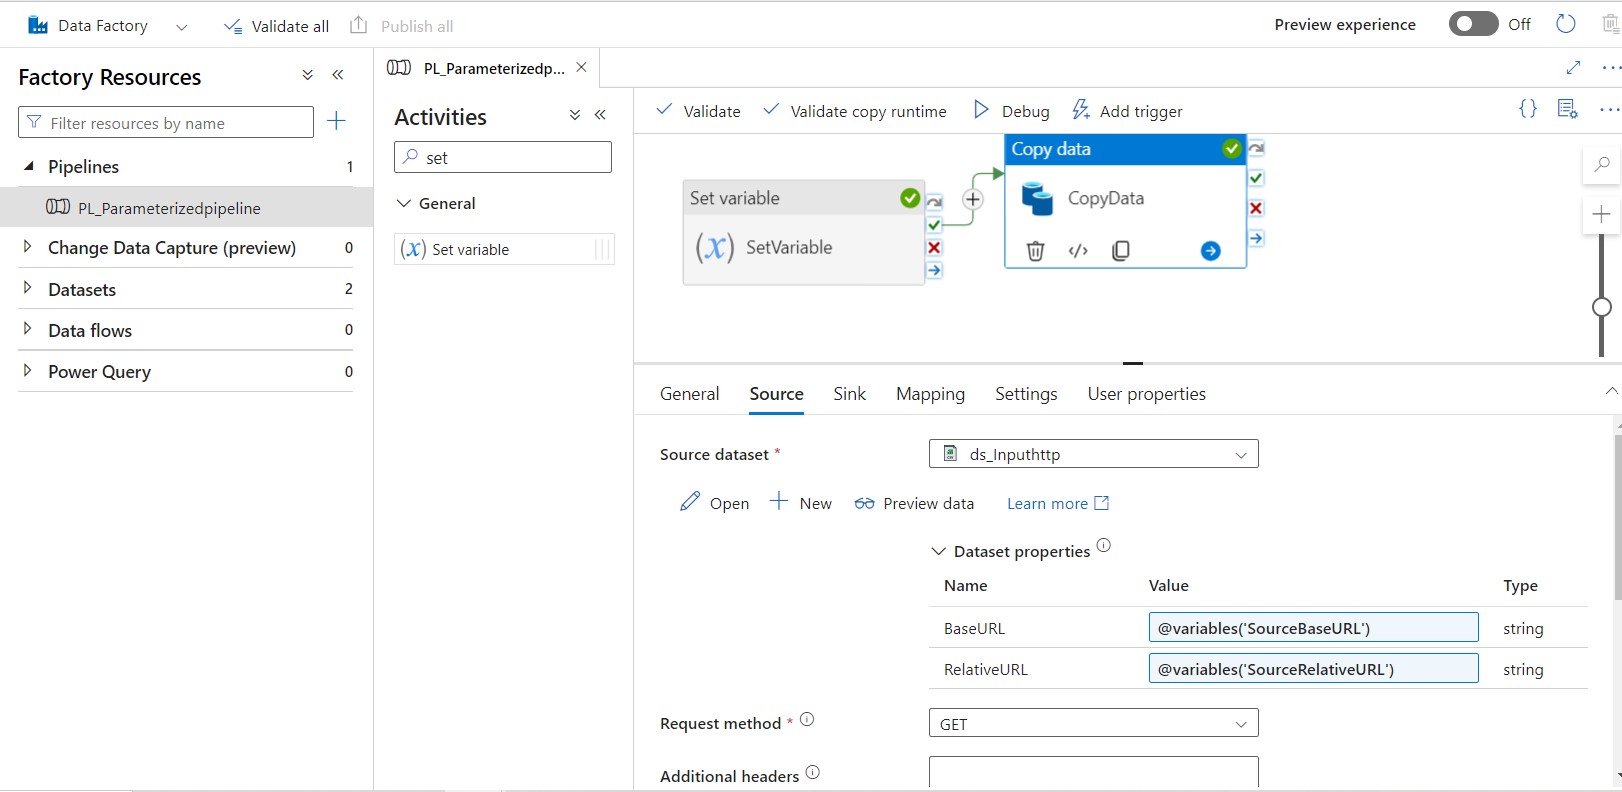 Data Factory
Validate all
Publish all
Preview experience
Off
Factory Resources
Filter resources by name
Pipelines 1
PL_Parameterizedpipeline
Change Data Capture (preview) 0
Datasets 2
Data flows 0
Power Query 0
PL_Parameterizedp...
Activities
set
General
(x) Set variable
Validate
Validate copy runtime
Debug
Add trigger
{}
Set variable
(x) SetVariable
Copy data
CopyData
General
Source
Sink
Mapping
Settings
User properties
Source dataset *
ds_Inputhttp
Open
New
Preview data
Learn more
Dataset properties
Name Value Type
BaseURL @variables('SourceBaseURL') string
RelativeURL @variables('SourceRelativeURL') string
Request method *
GET
Additional headers